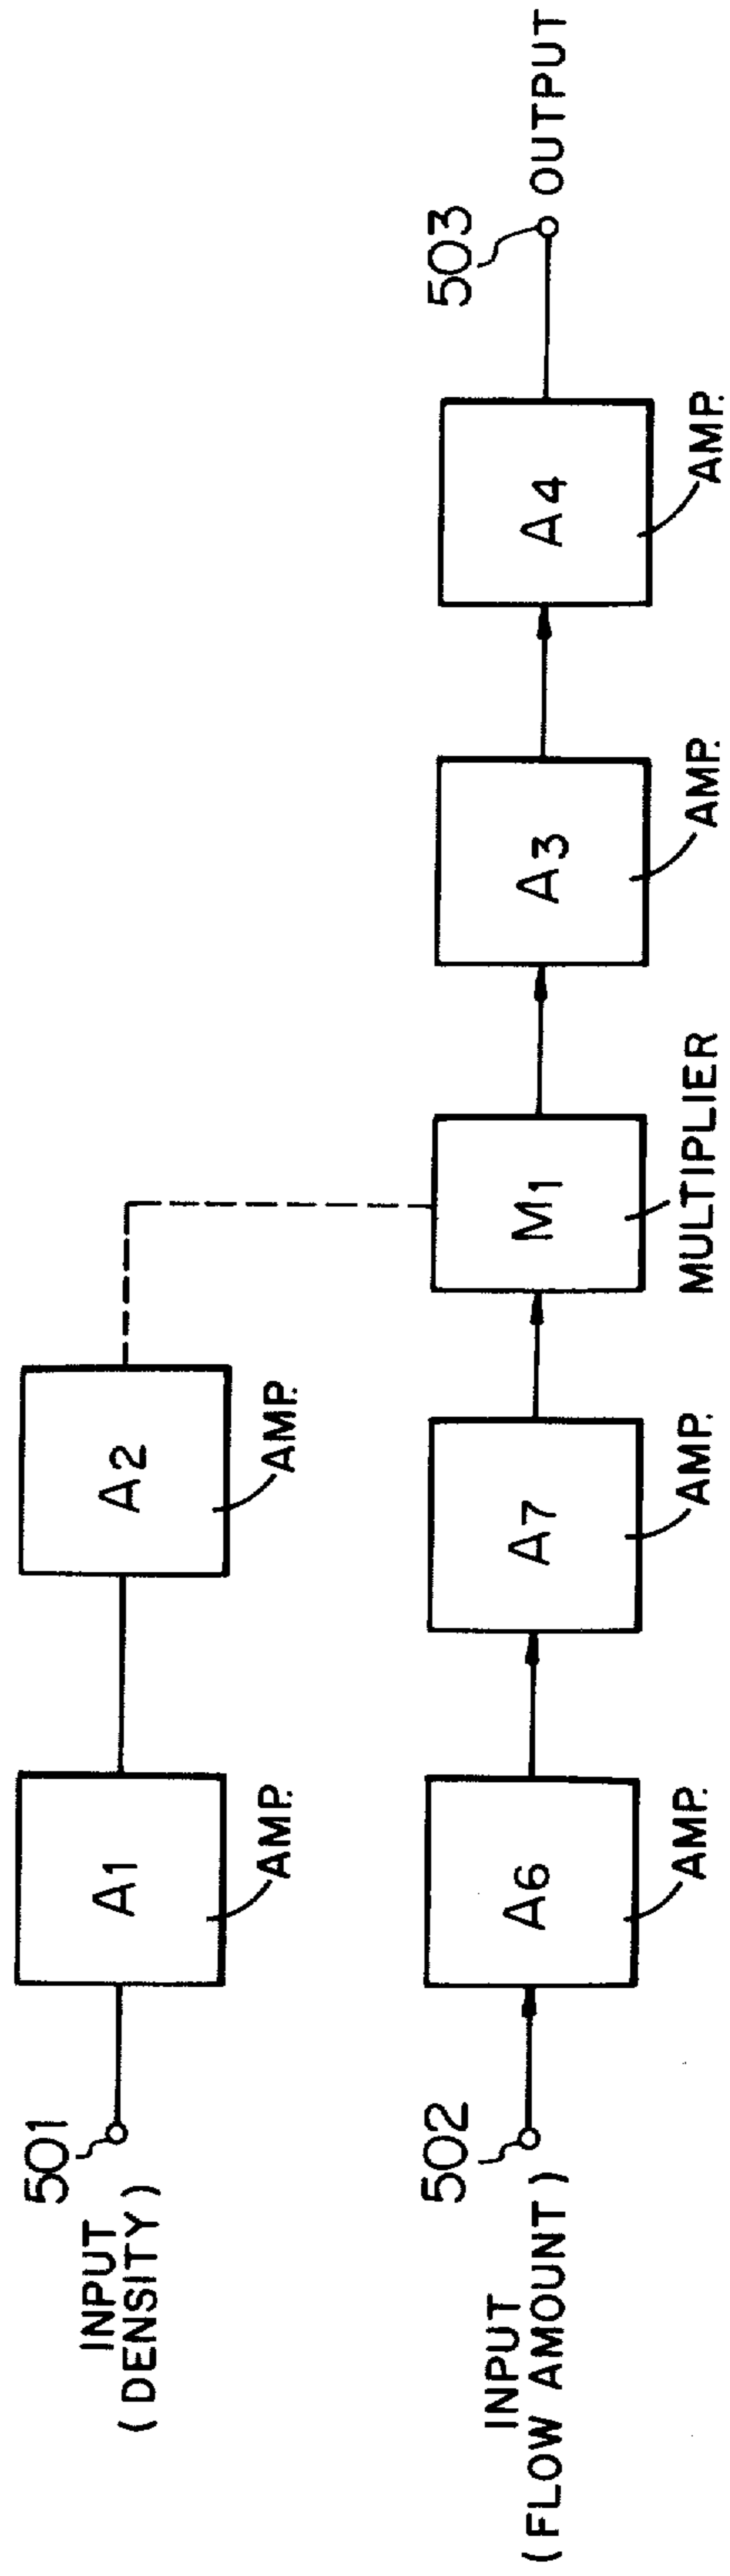 501
INPUT
(DENSITY)
A1
AMP.
A2
AMP.
502
INPUT
(FLOW AMOUNT)
A6
AMP.
A7
AMP.
M1
MULTIPLIER
A3
AMP.
A4
AMP.
503
OUTPUT